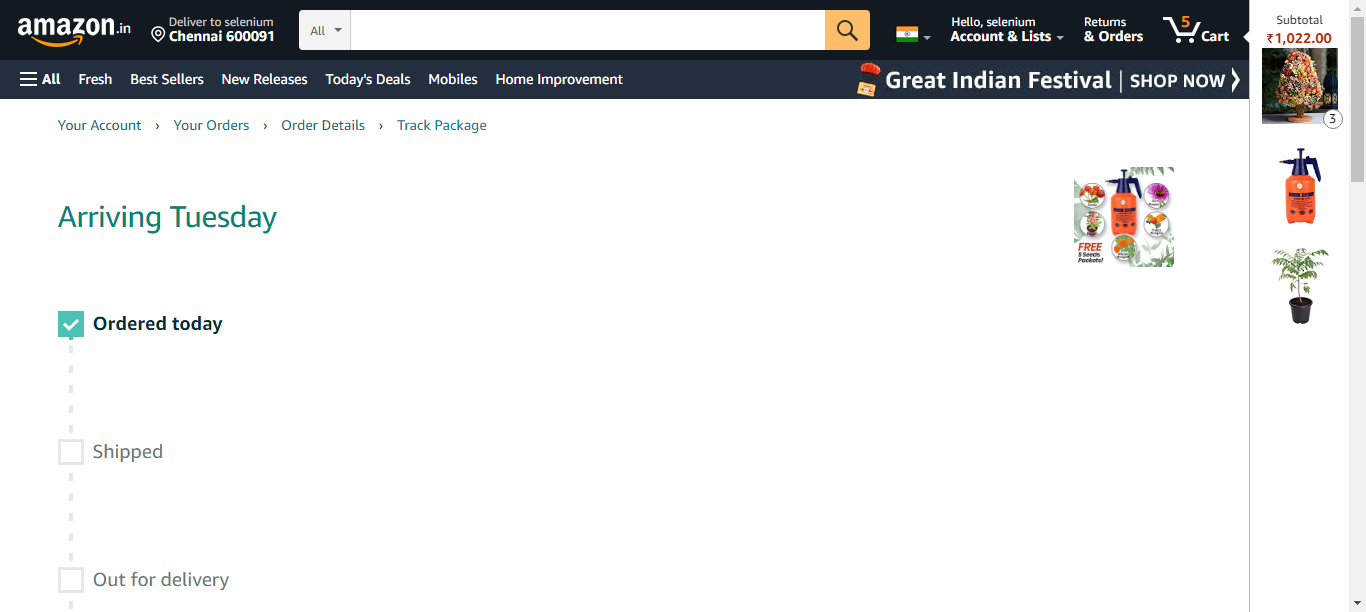 amazon.in
Deliver to selenium
Chennai 600091
All
Hello, selenium
Account & Lists
Returns
& Orders
5
Cart
Subtotal
₹1,022.00
3
All
Fresh
Best Sellers
New Releases
Today's Deals
Mobiles
Home Improvement
Great Indian Festival | SHOP NOW
Your Account › Your Orders › Order Details › Track Package
Arriving Tuesday
FREE
5 Seeds
Packets!
Ordered today
Shipped
Out for delivery